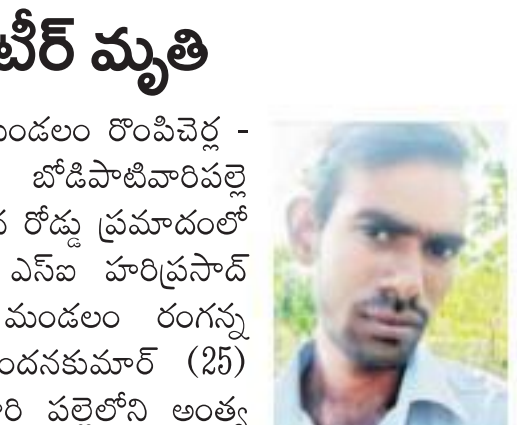 టీర్ మృతి
మండలం రొంపిచెర్ల -
బోడిపాటివారిపల్లె
న రోడ్డు ప్రమాదంలో
ఎస్ఐ హరిప్రసాద్
మండలం రంగన్న
ందనకుమార్ (25)
రి పల్లెలోని అంత్య